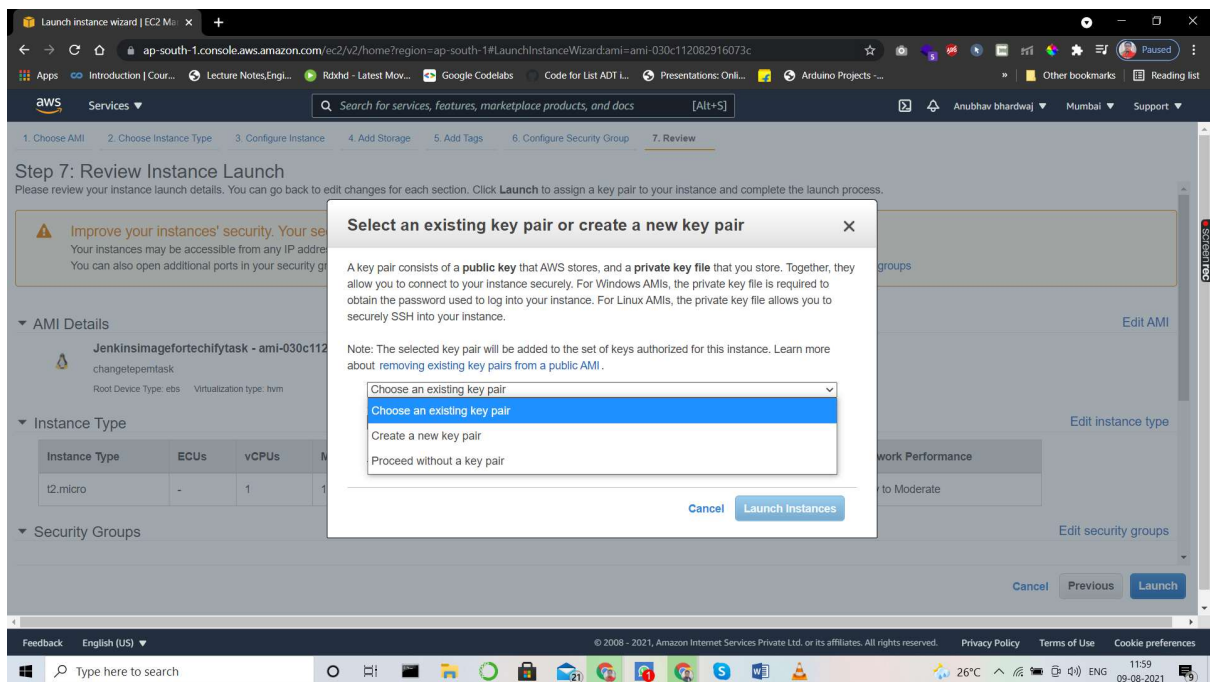 Launch instance wizard | EC2 Ma
ap-south-1.console.aws.amazon.com/ec2/v2/home?region=ap-south-1#LaunchInstanceWizard:ami=ami-030c112082916073c
Paused
Apps
Introduction | Cour...
Lecture Notes,Engi...
Rdxhd - Latest Mov...
Google Codelabs
Code for List ADT i...
Presentations: Onli...
Arduino Projects -...
»
Other bookmarks
Reading list
aws
Services
Search for services, features, marketplace products, and docs
[Alt+S]
Anubhav bhardwaj
Mumbai
Support
1. Choose AMI
2. Choose Instance Type
3. Configure Instance
4. Add Storage
5. Add Tags
6. Configure Security Group
7. Review
Step 7: Review Instance Launch
Please review your instance launch details. You can go back to edit changes for each section. Click Launch to assign a key pair to your instance and complete the launch process.
Improve your instances' security. Your se
Your instances may be accessible from any IP addre
You can also open additional ports in your security gr
groups
Select an existing key pair or create a new key pair
A key pair consists of a public key that AWS stores, and a private key file that you store. Together, they
allow you to connect to your instance securely. For Windows AMIs, the private key file is required to
obtain the password used to log into your instance. For Linux AMIs, the private key file allows you to
securely SSH into your instance.
Note: The selected key pair will be added to the set of keys authorized for this instance. Learn more
about removing existing key pairs from a public AMI .
Choose an existing key pair
Choose an existing key pair
Create a new key pair
Proceed without a key pair
Cancel
Launch Instances
AMI Details
Edit AMI
Jenkinsimagefortechifytask - ami-030c112
changetepemtask
Root Device Type: ebs
Virtualization type: hvm
Instance Type
Edit instance type
Instance Type
ECUs
vCPUs
M
work Performance
t2.micro
-
1
1
to Moderate
Security Groups
Edit security groups
Cancel
Previous
Launch
Feedback
English (US)
© 2008 - 2021, Amazon Internet Services Private Ltd. or its affiliates. All rights reserved.
Privacy Policy
Terms of Use
Cookie preferences
screenrec
Type here to search
21
26°C
ENG
11:59
09-08-2021